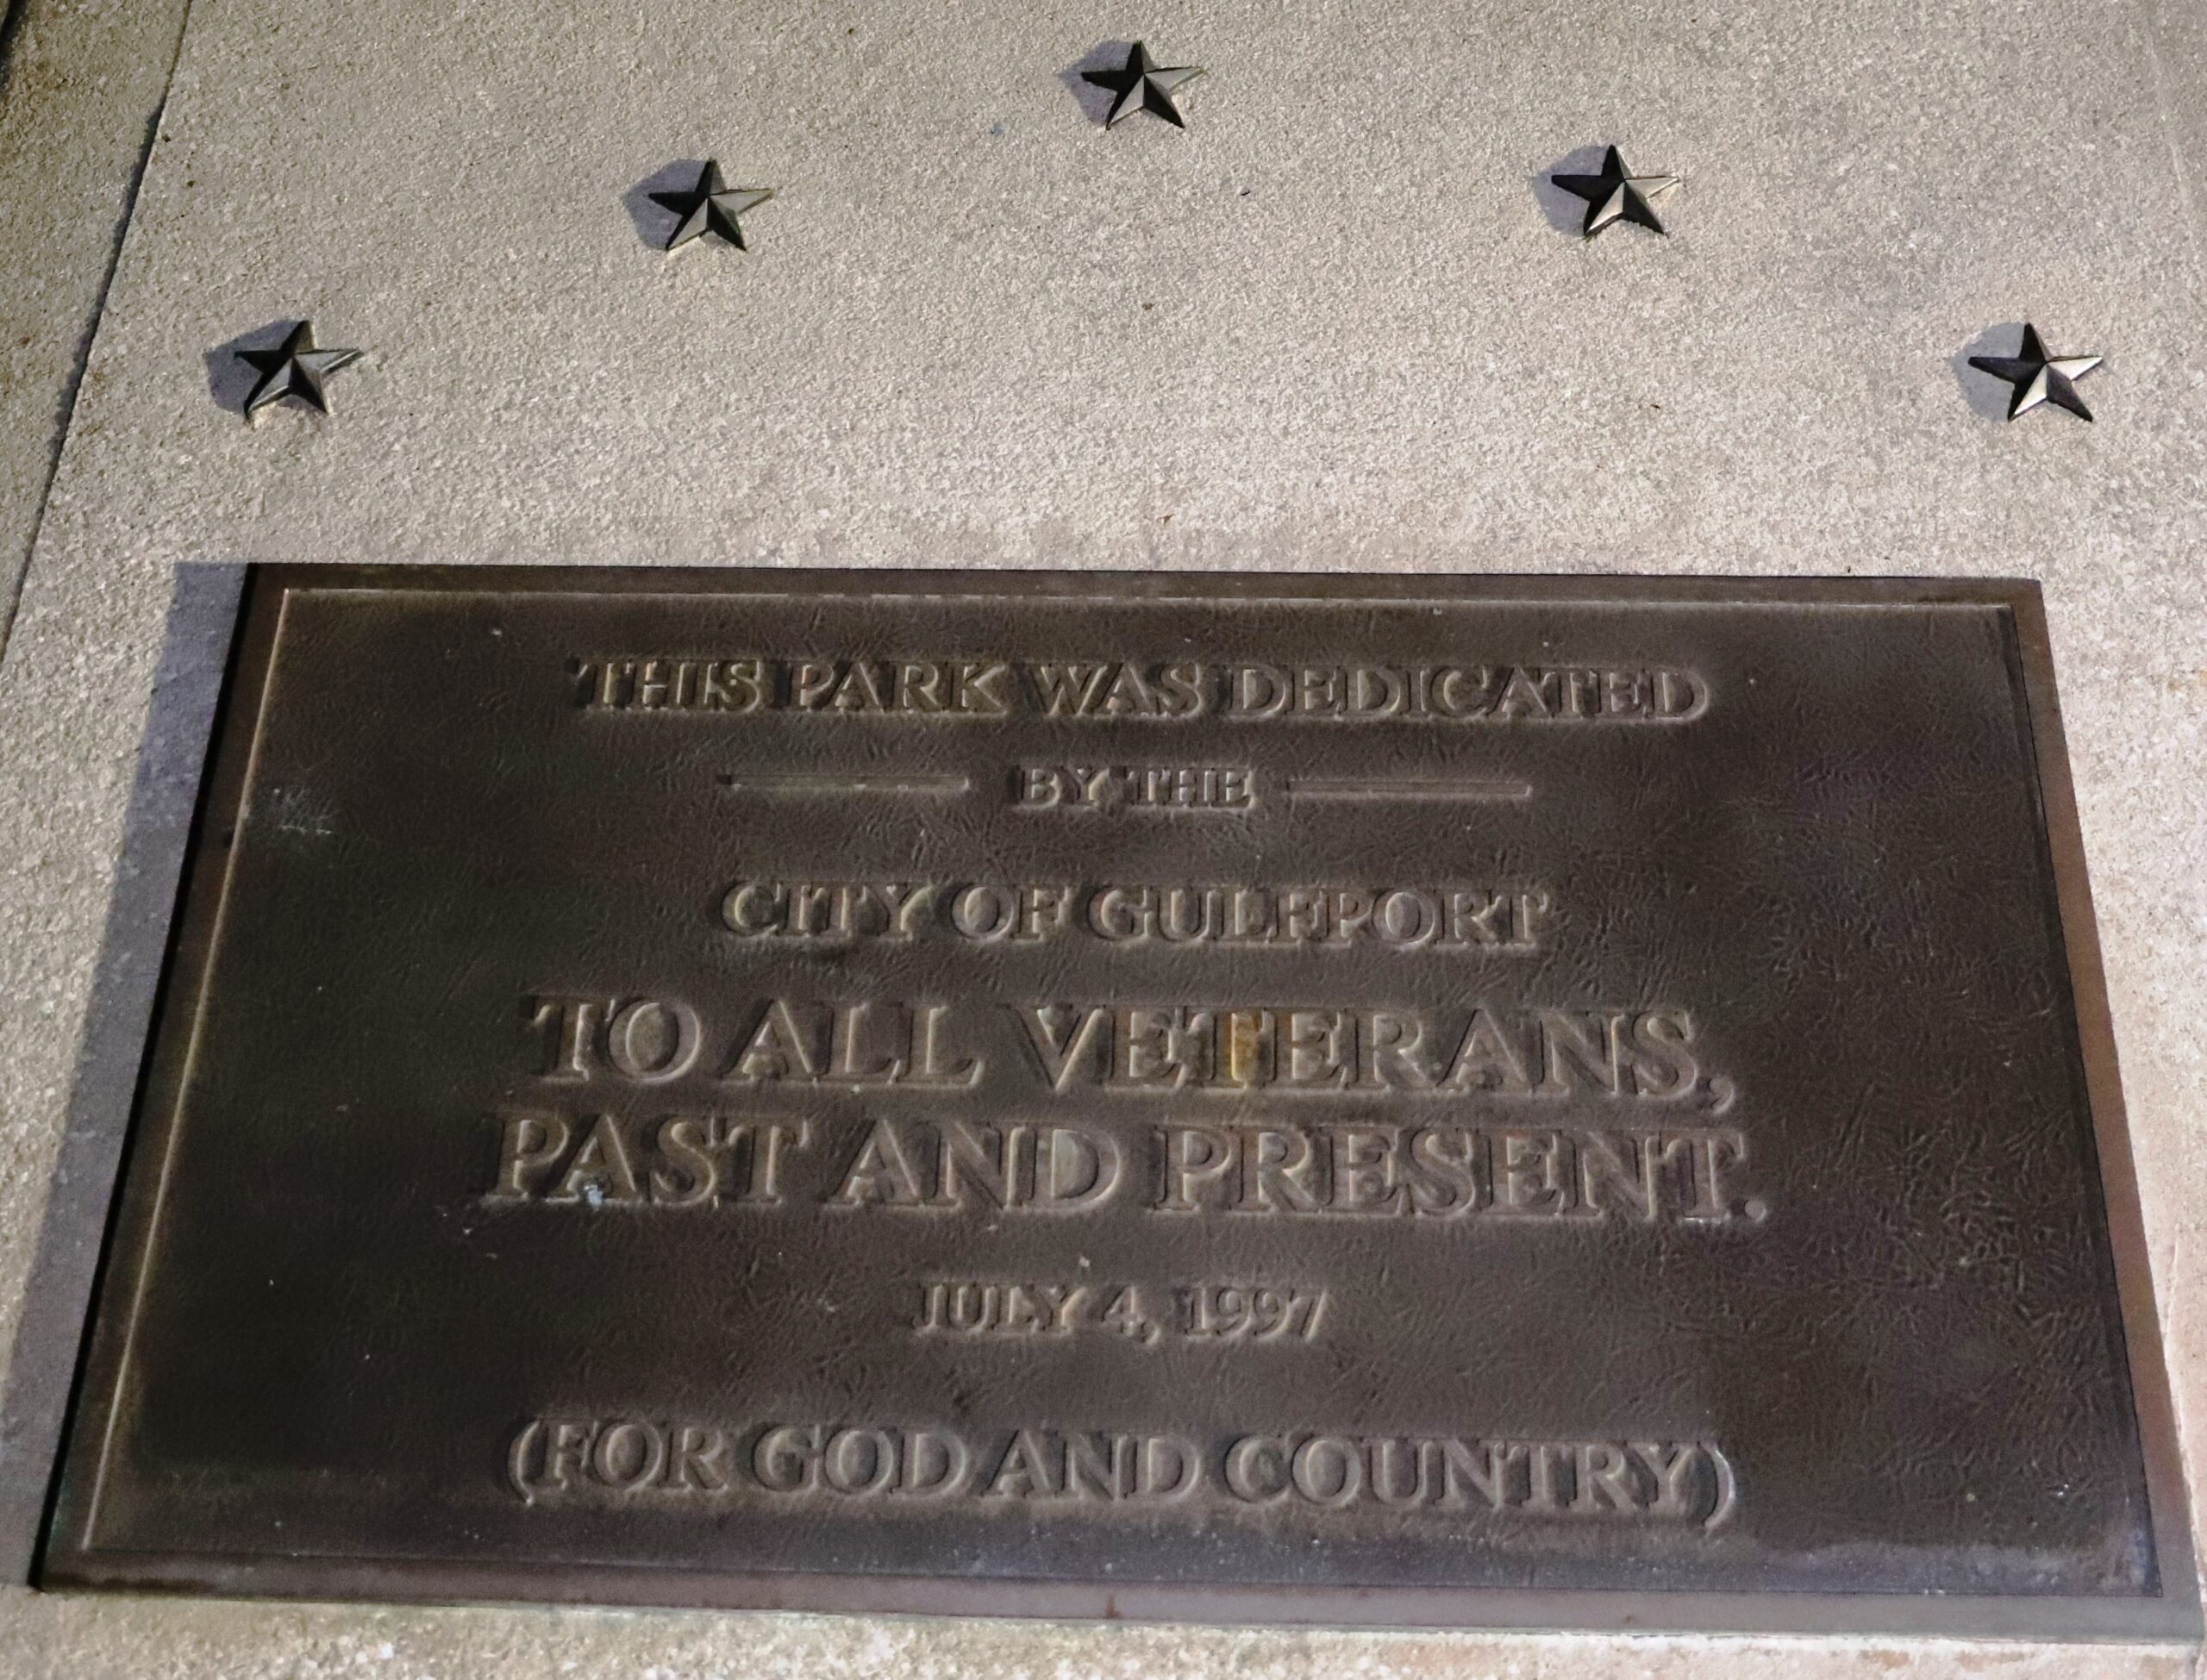 THIS PARK WAS DEDICATED
BY THE
CITY OF GULFPORT
TO ALL VETERANS,
PAST AND PRESENT.
JULY 4, 1997
(FOR GOD AND COUNTRY)